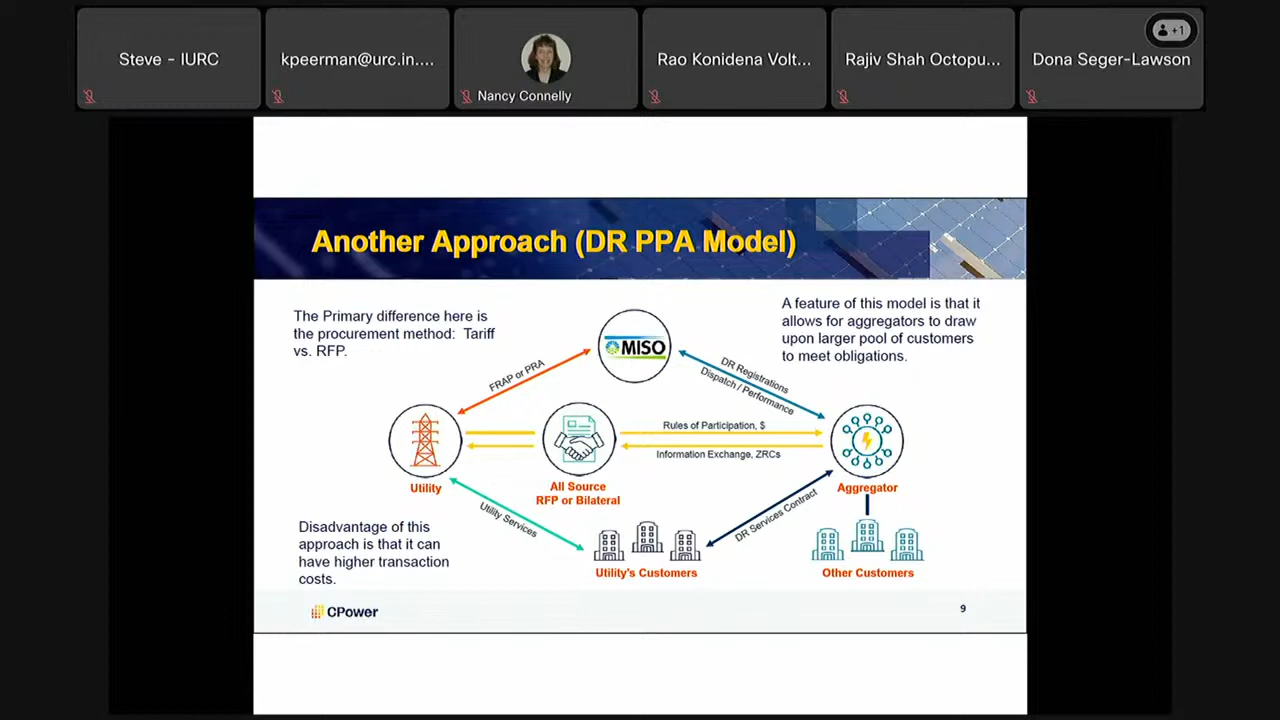 Steve - IURC
kpeerman@urc.in....
Nancy Connelly
Rao Konidena Volt...
Rajiv Shah Octopu...
+1
Dona Seger-Lawson
Another Approach (DR PPA Model)
The Primary difference here is
the procurement method:  Tariff
vs. RFP.
A feature of this model is that it
allows for aggregators to draw
upon larger pool of customers
to meet obligations.
MISO
FRAP or PRA
DR Registrations
Dispatch / Performance
Rules of Participation, $
Information Exchange, ZRCs
Utility
All Source
RFP or Bilateral
Aggregator
Utility Services
DR Services Contract
Disadvantage of this
approach is that it can
have higher transaction
costs.
Utility's Customers
Other Customers
CPower
9